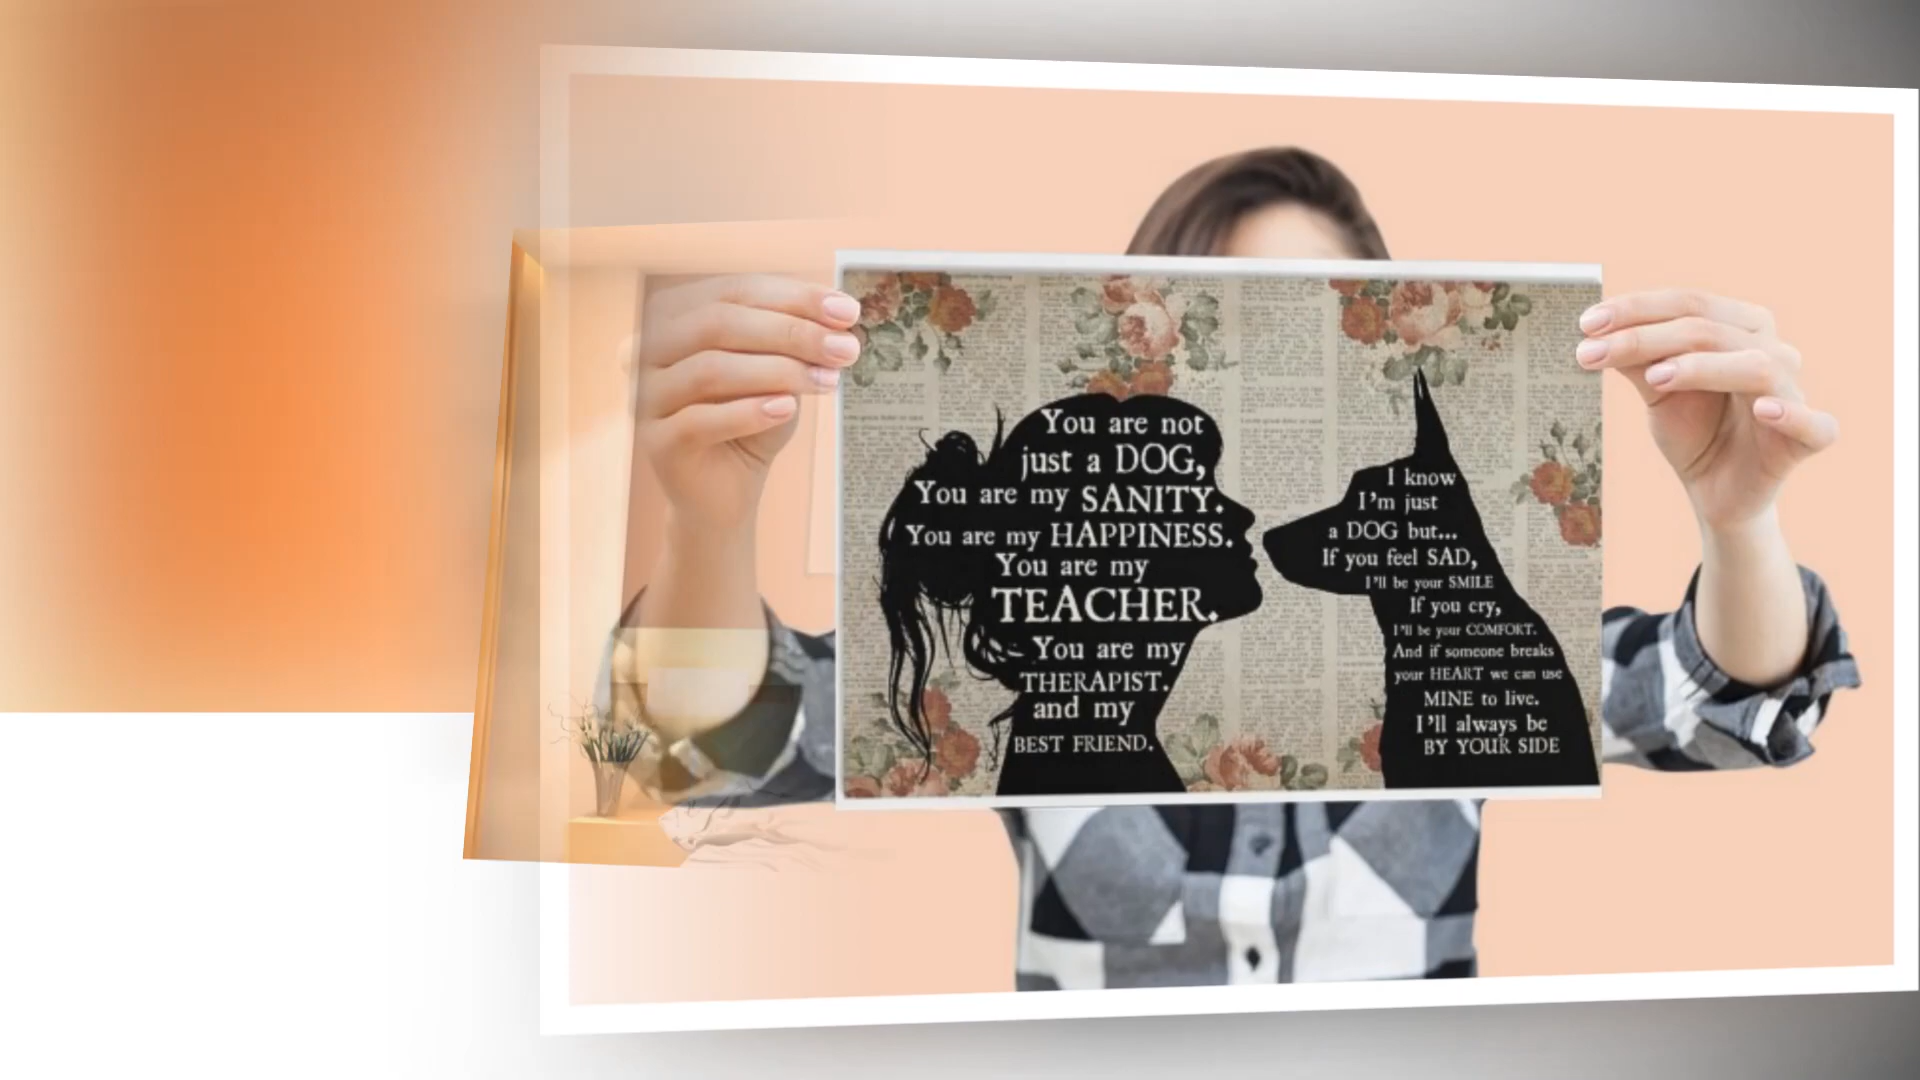 You are not
just a DOG,
You are my SANITY.
You are my HAPPINESS.
You are my
TEACHER.
You are my
THERAPIST.
and my
BEST FRIEND.
I know
I'm just
a DOG but...
If you feel SAD,
I'll be your SMILE
If you cry,
I'll be your COMFORT.
And if someone breaks
your HEART we can use
MINE to live.
I'll always be
BY YOUR SIDE